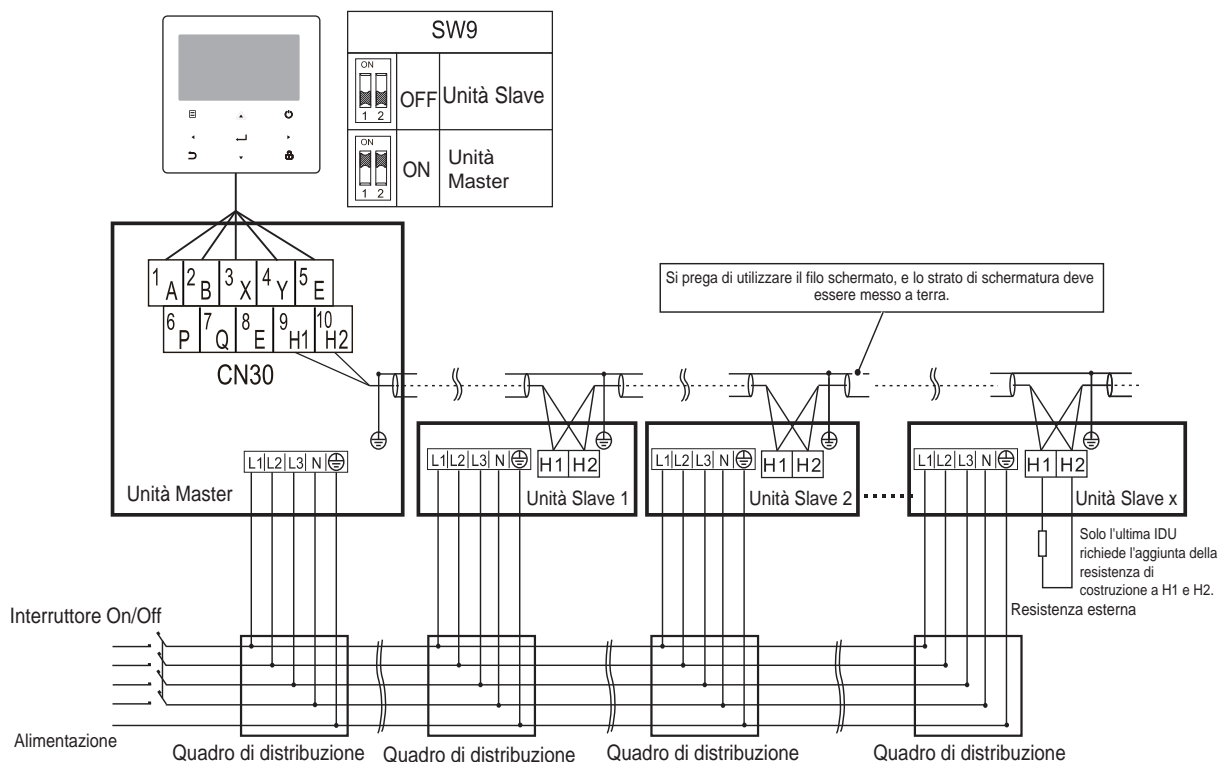 SW9
ON
1 2
OFF
Unità Slave
ON
1 2
ON
Unità
Master
1 A
2 B
3 X
4 Y
5 E
6 P
7 Q
8 E
9 H1
10 H2
CN30
Si prega di utilizzare il filo schermato, e lo strato di schermatura deve
essere messo a terra.
L1 L2 L3 N
Unità Master
L1 L2 L3 N
H1 H2
Unità Slave 1
L1 L2 L3 N
H1 H2
Unità Slave 2
L1 L2 L3 N
H1 H2
Unità Slave x
Solo l'ultima IDU
richiede l'aggiunta della
resistenza di
costruzione a H1 e H2.
Resistenza esterna
Interruttore On/Off
Alimentazione
Quadro di distribuzione
Quadro di distribuzione
Quadro di distribuzione
Quadro di distribuzione